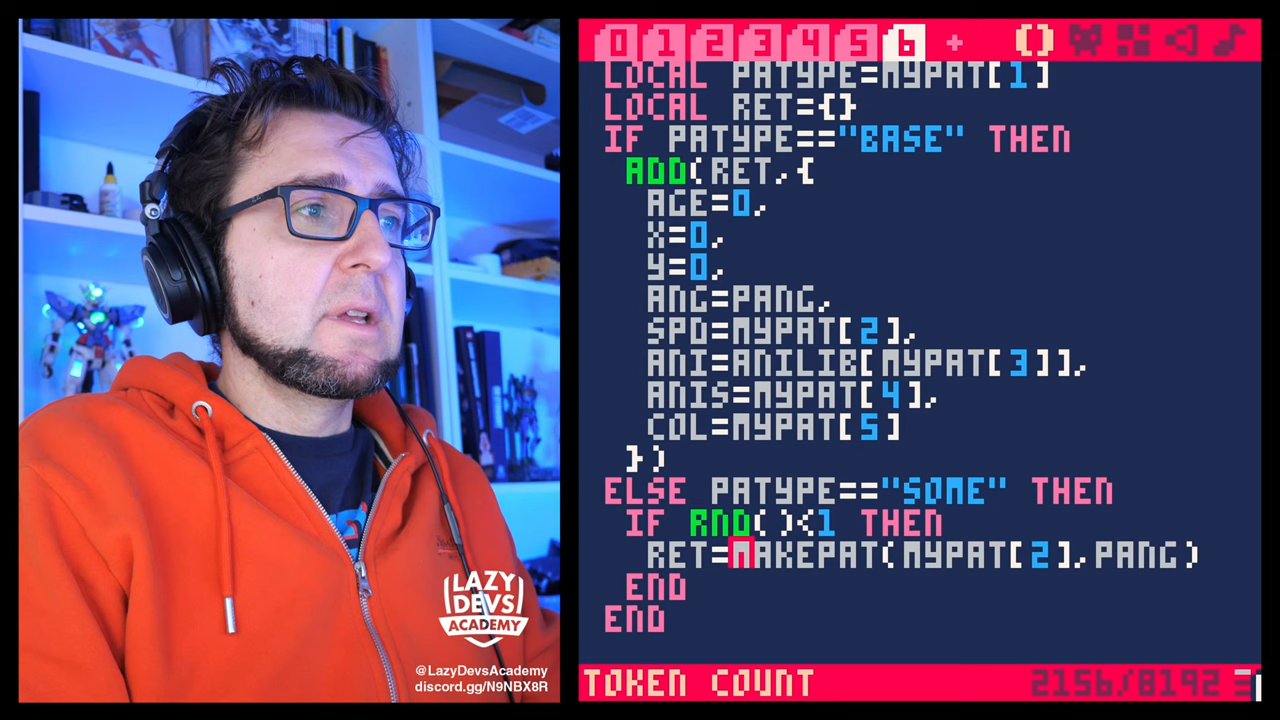 0 1 2 3 4 5 6 + ()
LOCAL PATYPE=MYPAT[1]
LOCAL RET={}
IF PATYPE=="BASE" THEN
ADD(RET,{
AGE=0,
X=0,
Y=0,
ANG=PANG,
SPD=MYPAT[2],
ANI=ANILIB[MYPAT[3]],
ANIS=MYPAT[4],
COL=MYPAT[5]
})
ELSE PATYPE=="SOME" THEN
IF RND()<1 THEN
RET=MAKEPAT(MYPAT[2],PANG)
END
END
TOKEN COUNT 2156/8192
LAZY
DEVS
ACADEMY
@LazyDevsAcademy
discord.gg/N9NBX8R